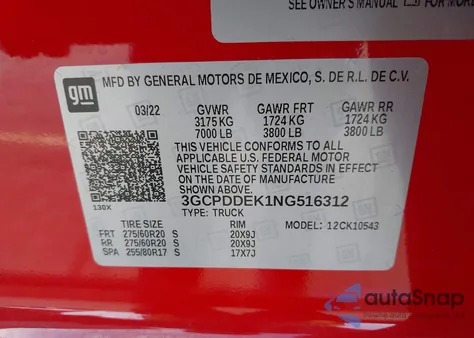 SEE OWNER'S MANUAL
FOR MORE
gm
MFD BY GENERAL MOTORS DE MEXICO, S. DE R.L. DE C.V.
03/22 GVWR GAWR FRT GAWR RR
3175 KG 1724 KG 1724 KG
7000 LB 3800 LB 3800 LB
THIS VEHICLE CONFORMS TO ALL
APPLICABLE U.S. FEDERAL MOTOR
VEHICLE SAFETY STANDARDS IN EFFECT
ON THE DATE OF MANUFACTURE SHOWN ABOVE.
3GCPDDEK1NG516312
TYPE: TRUCK MODEL: 12CK10543
130X
TIRE SIZE RIM
FRT 275/60R20 S 20X9J
RR 275/60R20 S 20X9J
SPA 255/80R17 S 17X7J
autoSnap